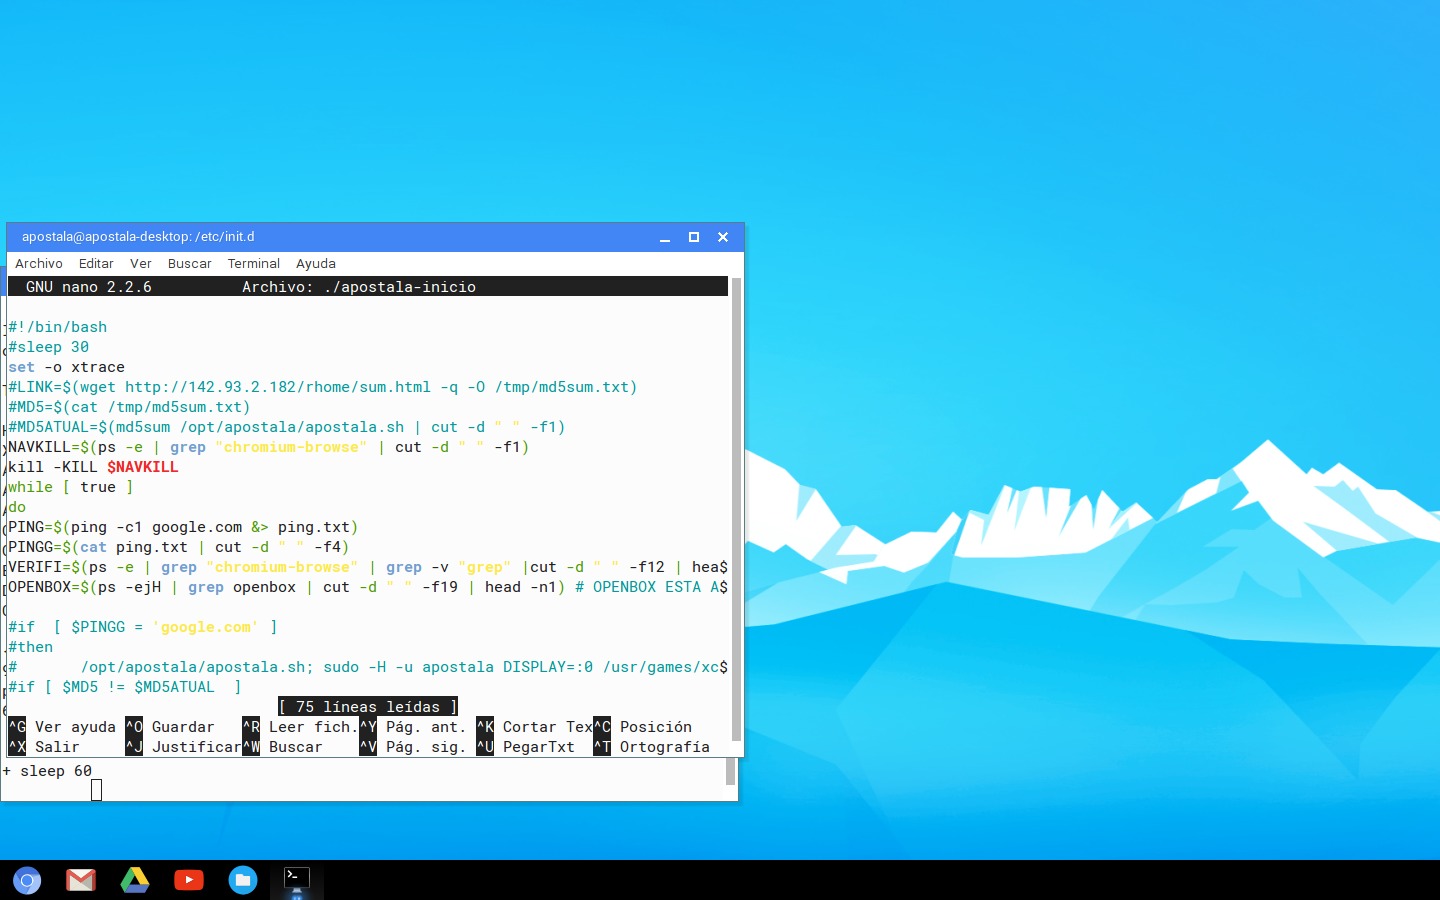 apostala@apostala-desktop: /etc/init.d
Archivo Editar Ver Buscar Terminal Ayuda
GNU nano 2.2.6 Archivo: ./apostala-inicio
#!/bin/bash
#sleep 30
set -o xtrace
#LINK=$(wget http://142.93.2.182/rhome/sum.html -q -O /tmp/md5sum.txt)
#MD5=$(cat /tmp/md5sum.txt)
#MD5ATUAL=$(md5sum /opt/apostala/apostala.sh | cut -d " " -f1)
NAVKILL=$(ps -e | grep "chromium-browse" | cut -d " " -f1)
kill -KILL $NAVKILL
while [ true ]
do
PING=$(ping -c1 google.com &> ping.txt)
PINGG=$(cat ping.txt | cut -d " " -f4)
VERIFI=$(ps -e | grep "chromium-browse" | grep -v "grep" |cut -d " " -f12 | hea$
OPENBOX=$(ps -ejH | grep openbox | cut -d " " -f19 | head -n1) # OPENBOX ESTA A$
#if  [ $PINGG = 'google.com' ]
#then
#       /opt/apostala/apostala.sh; sudo -H -u apostala DISPLAY=:0 /usr/games/xc$
#if [ $MD5 != $MD5ATUAL  ]
[ 75 líneas leídas ]
^G Ver ayuda ^O Guardar ^R Leer fich. ^Y Pág. ant. ^K Cortar Tex ^C Posición
^X Salir ^J Justificar ^W Buscar ^V Pág. sig. ^U PegarTxt ^T Ortografía
+ sleep 60